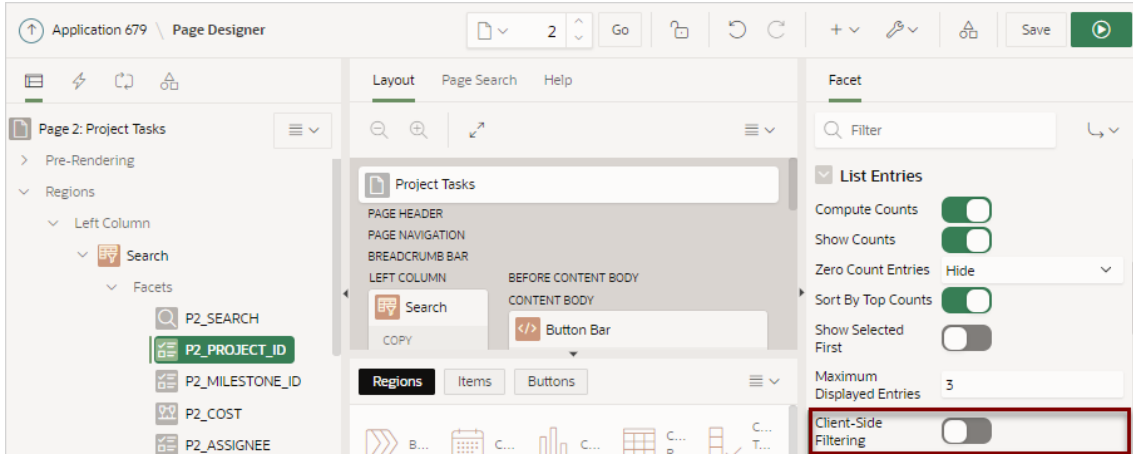 Application 679 \ Page Designer
2
Go
Save
Layout
Page Search
Help
Facet
Page 2: Project Tasks
Filter
Pre-Rendering
Regions
Left Column
Search
Facets
P2_SEARCH
P2_PROJECT_ID
P2_MILESTONE_ID
P2_COST
P2_ASSIGNEE
Project Tasks
PAGE HEADER
PAGE NAVIGATION
BREADCRUMB BAR
LEFT COLUMN
Search
COPY
BEFORE CONTENT BODY
CONTENT BODY
</> Button Bar
Regions
Items
Buttons
B...
C...
C...
C...
C...
T...
List Entries
Compute Counts
Show Counts
Zero Count Entries
Hide
Sort By Top Counts
Show Selected
First
Maximum
Displayed Entries
3
Client-Side
Filtering